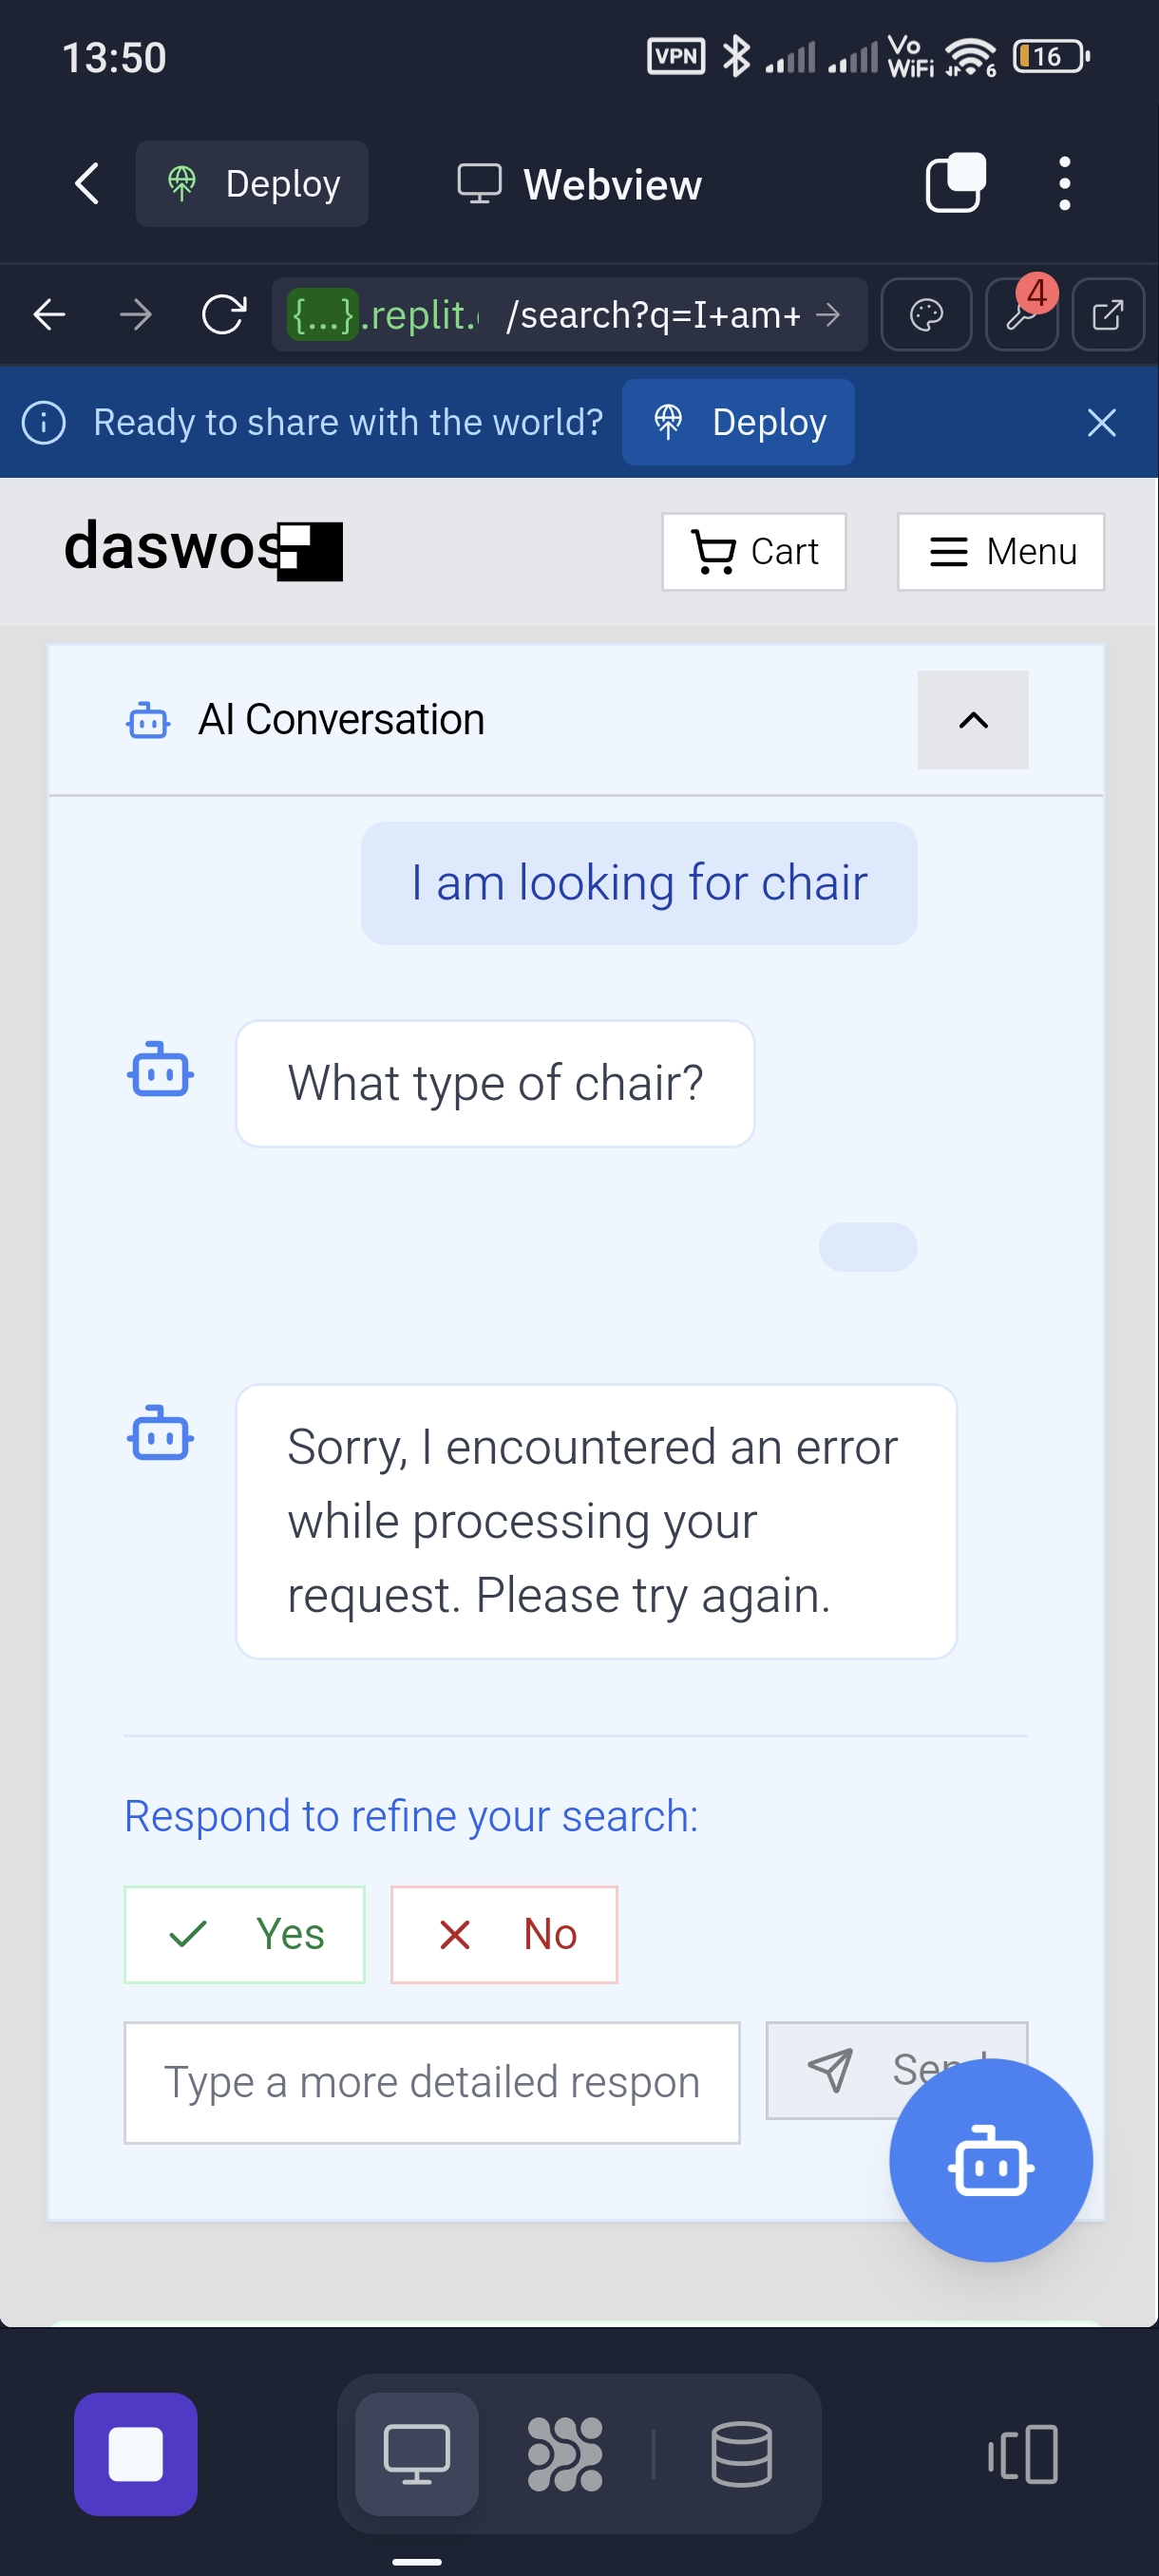 13:50
VPN
Vo
WiFi
6
16
Deploy
Webview
{...}.replit.
/search?q=I+am+
4
Ready to share with the world?
Deploy
daswos
Cart
Menu
AI Conversation
I am looking for chair
What type of chair?
Sorry, I encountered an error
while processing your
request. Please try again.
Respond to refine your search:
Yes
No
Type a more detailed respon
Send